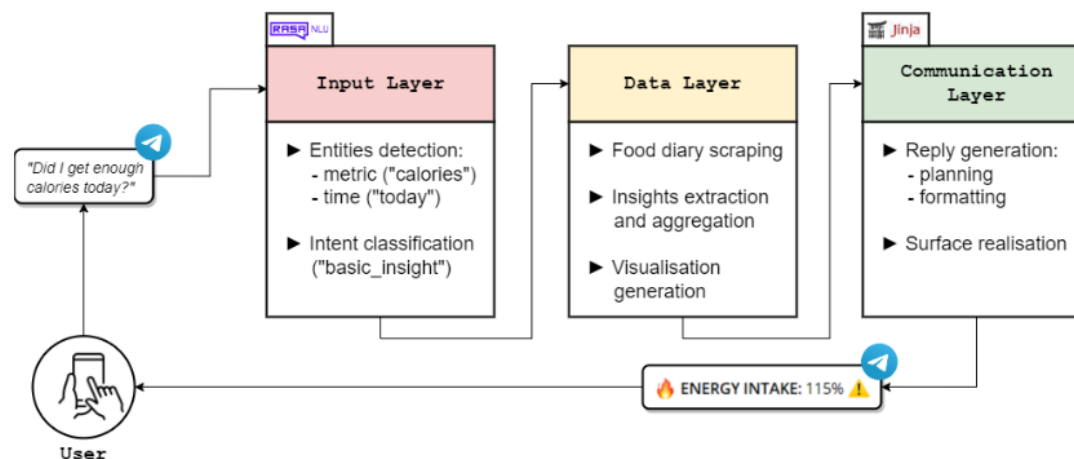 RASA NLU
Input Layer
► Entities detection:
- metric ("calories")
- time ("today")
► Intent classification
("basic_insight")
Data Layer
► Food diary scraping
► Insights extraction
and aggregation
► Visualisation
generation
Jinja
Communication
Layer
► Reply generation:
- planning
- formatting
► Surface realisation
"Did I get enough
calories today?"
ENERGY INTAKE: 115%
User